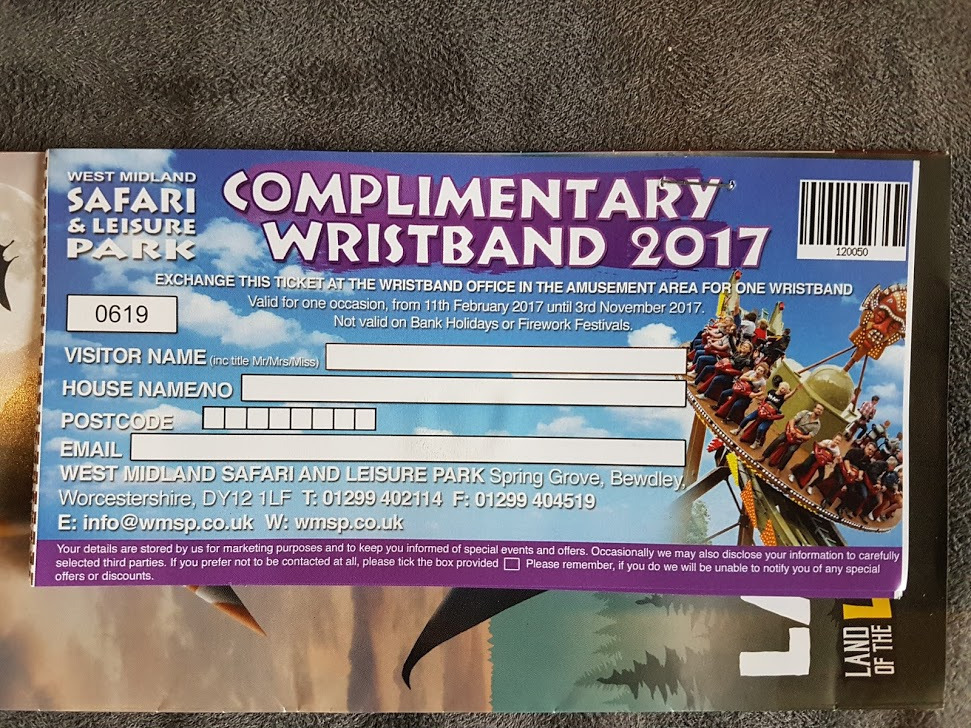 WEST MIDLAND
SAFARI
& LEISURE
PARK
COMPLIMENTARY
WRISTBAND 2017
120050
EXCHANGE THIS TICKET AT THE WRISTBAND OFFICE IN THE AMUSEMENT AREA FOR ONE WRISTBAND
Valid for one occasion, from 11th February 2017 until 3rd November 2017.
Not valid on Bank Holidays or Firework Festivals.
0619
VISITOR NAME (inc title Mr/Mrs/Miss)
HOUSE NAME/NO
POSTCODE
EMAIL
WEST MIDLAND SAFARI AND LEISURE PARK Spring Grove, Bewdley,
Worcestershire, DY12 1LF T: 01299 402114 F: 01299 404519
E: info@wmsp.co.uk W: wmsp.co.uk
Your details are stored by us for marketing purposes and to keep you informed of special events and offers. Occasionally we may also disclose your information to carefully
selected third parties. If you prefer not to be contacted at all, please tick the box provided Please remember, if you do we will be unable to notify you of any special
offers or discounts.
LAND
OF THE